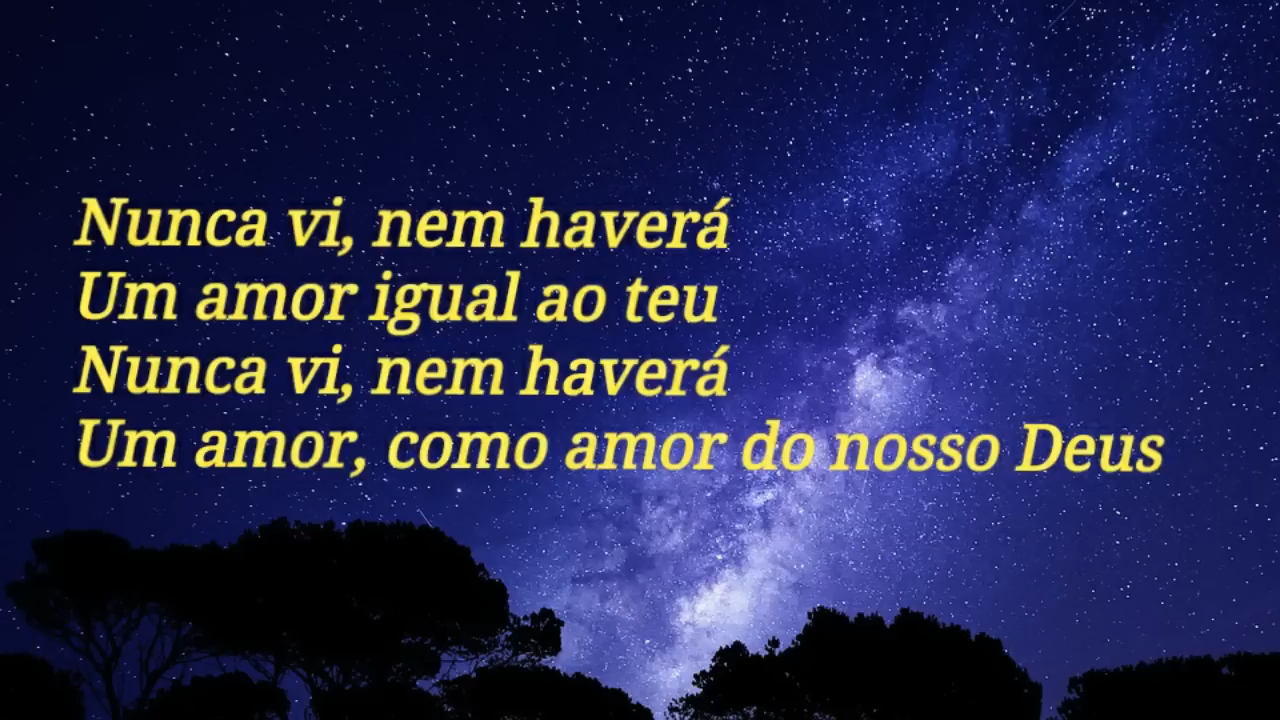 Nunca vi, nem haverá
Um amor igual ao teu
Nunca vi, nem haverá
Um amor, como amor do nosso Deus